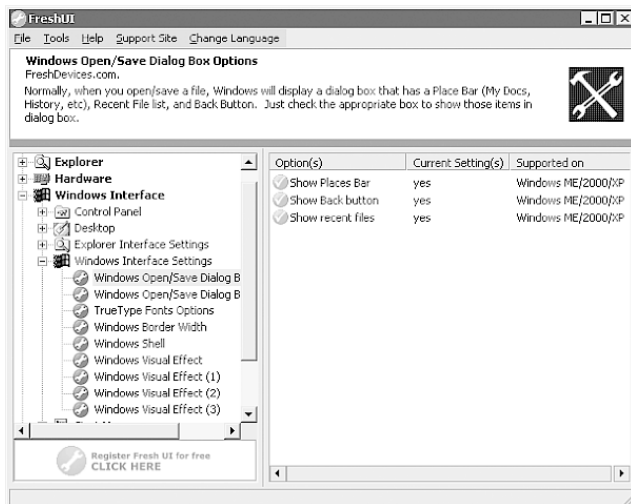 FreshUI
File Tools Help Support Site Change Language
Windows Open/Save Dialog Box Options
FreshDevices.com.
Normally, when you open/save a file, Windows will display a dialog box that has a Place Bar (My Docs,
History, etc), Recent File list, and Back Button. Just check the appropriate box to show those items in
dialog box.
Explorer
Hardware
Windows Interface
Control Panel
Desktop
Explorer Interface Settings
Windows Interface Settings
Windows Open/Save Dialog B
Windows Open/Save Dialog B
TrueType Fonts Options
Windows Border Width
Windows Shell
Windows Visual Effect
Windows Visual Effect (1)
Windows Visual Effect (2)
Windows Visual Effect (3)
Register Fresh UI for free
CLICK HERE
Option(s) Current Setting(s) Supported on
Show Places Bar yes Windows ME/2000/XP
Show Back button yes Windows ME/2000/XP
Show recent files yes Windows ME/2000/XP